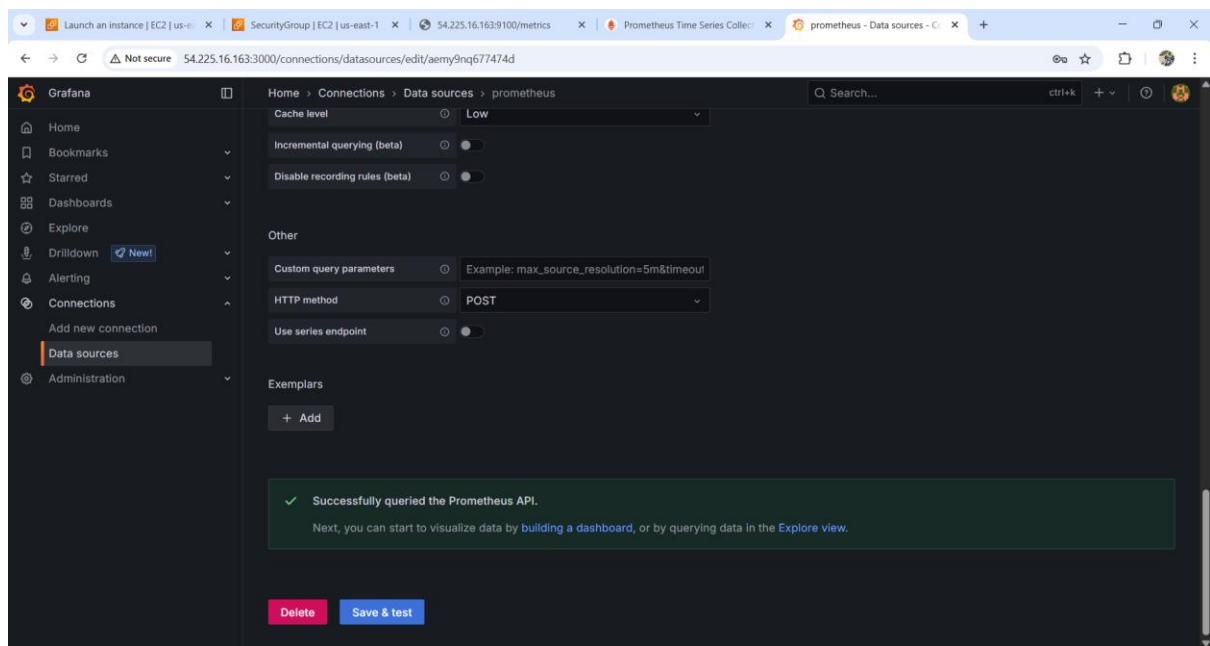 Launch an instance | EC2 | us-ea
SecurityGroup | EC2 | us-east-1
54.225.16.163:9100/metrics
Prometheus Time Series Collec
prometheus - Data sources - Co
Not secure 54.225.16.163:3000/connections/datasources/edit/aemy9nq677474d
Grafana
Home › Connections › Data sources › prometheus
Search...
ctrl+k
Home
Bookmarks
Starred
Dashboards
Explore
Drilldown New!
Alerting
Connections
Add new connection
Data sources
Administration
Cache level Low
Incremental querying (beta)
Disable recording rules (beta)
Other
Custom query parameters Example: max_source_resolution=5m&timeout
HTTP method POST
Use series endpoint
Exemplars
+ Add
Successfully queried the Prometheus API.
Next, you can start to visualize data by building a dashboard, or by querying data in the Explore view.
Delete Save & test